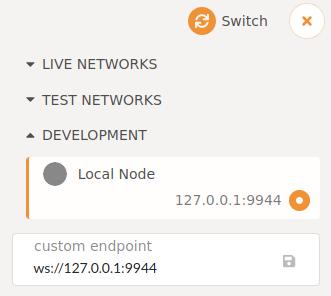 Switch
LIVE NETWORKS
TEST NETWORKS
DEVELOPMENT
Local Node
127.0.0.1:9944
custom endpoint
ws://127.0.0.1:9944